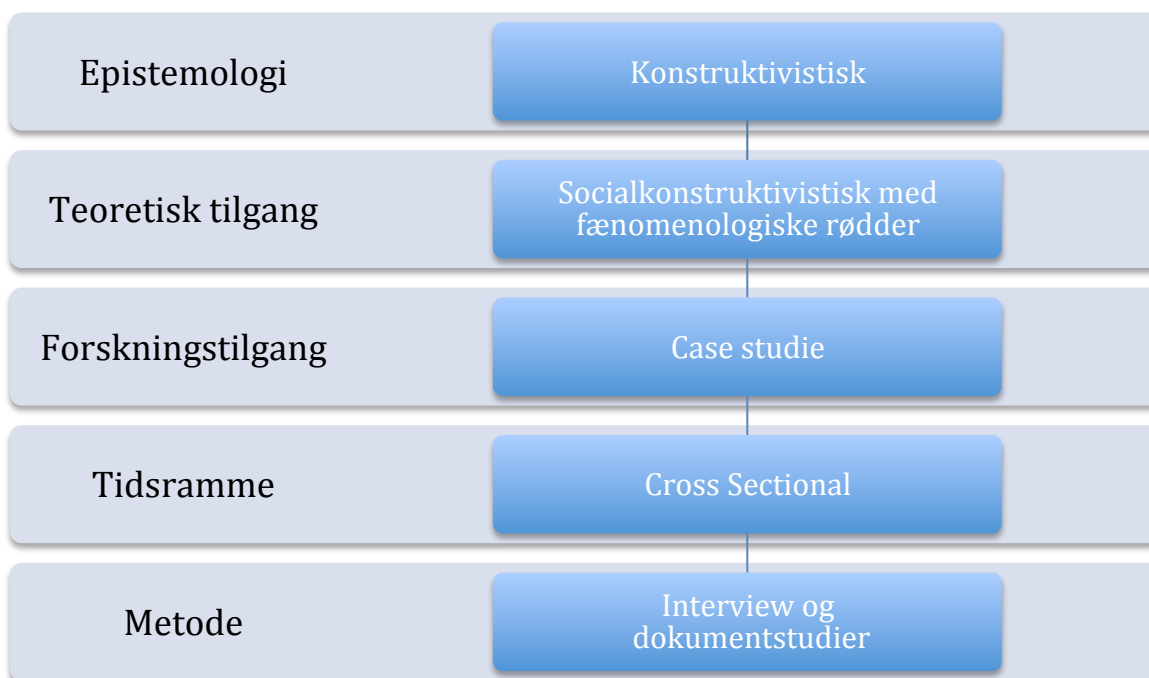 Epistemologi
Konstruktivistisk
Teoretisk tilgang
Socialkonstruktivistisk med
fænomenologiske rødder
Forskningstilgang
Case studie
Tidsramme
Cross Sectional
Metode
Interview og
dokumentstudier